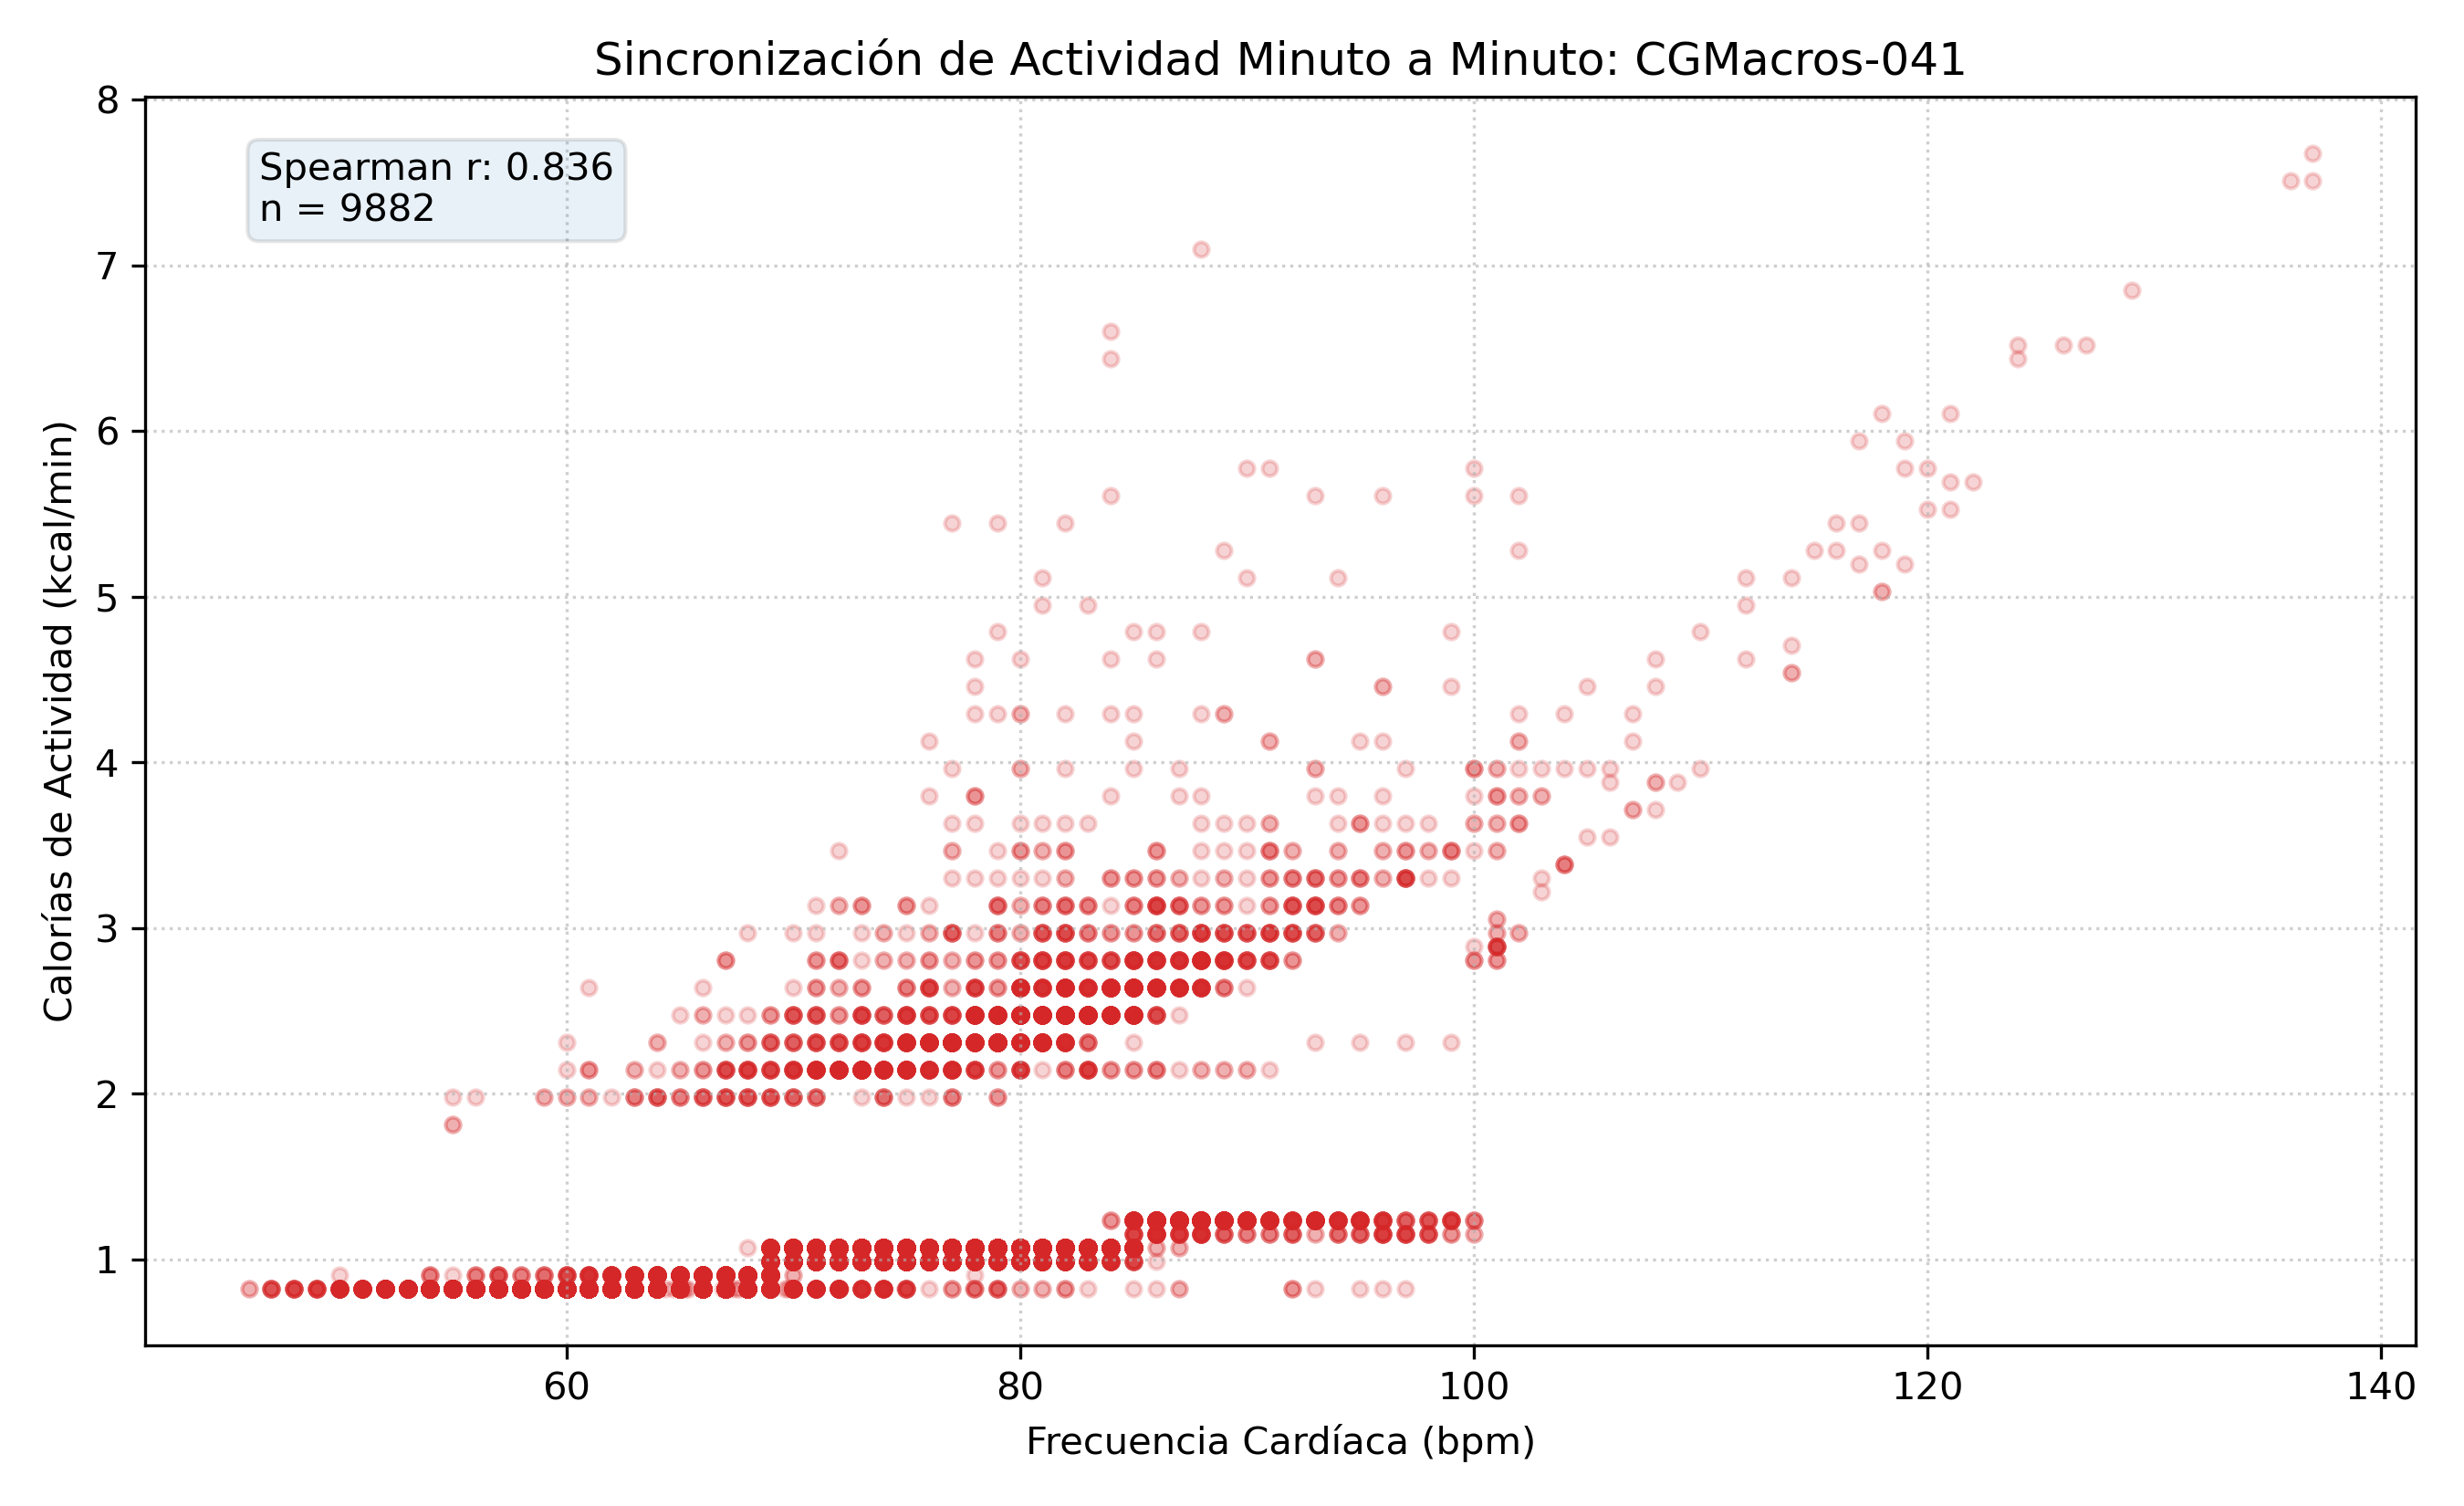 Sincronización de Actividad Minuto a Minuto: CGMacros-041
Spearman r: 0.836
n = 9882
Calorías de Actividad (kcal/min)
8
7
6
5
4
3
2
1
60 80 100 120 140
Frecuencia Cardíaca (bpm)